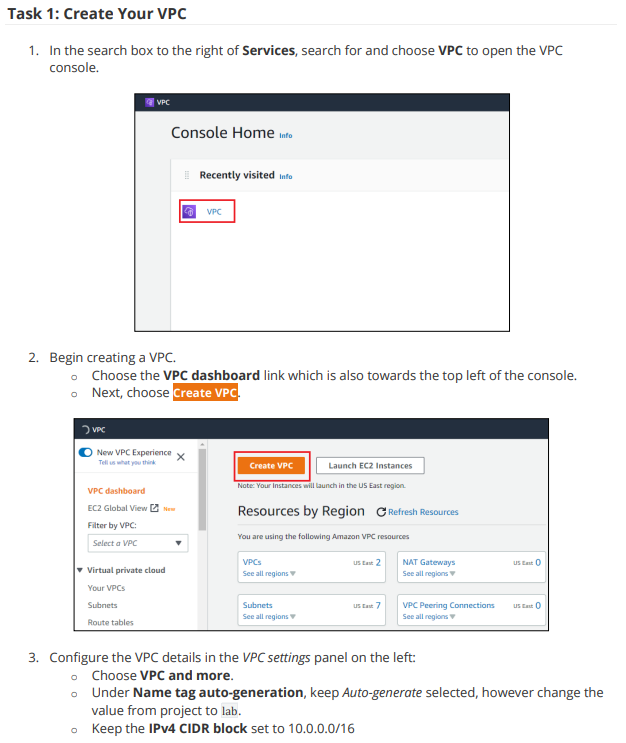 Task 1: Create Your VPC
1. In the search box to the right of Services, search for and choose VPC to open the VPC
console.
VPC
Console Home Info
Recently visited Info
VPC
2. Begin creating a VPC.
Choose the VPC dashboard link which is also towards the top left of the console.
Next, choose Create VPC.
VPC
New VPC Experience
Tell us what you think
VPC dashboard
EC2 Global View New
Filter by VPC:
Select a VPC
Virtual private cloud
Your VPCs
Subnets
Route tables
Create VPC Launch EC2 Instances
Note: Your Instances will launch in the US East region.
Resources by Region Refresh Resources
You are using the following Amazon VPC resources
VPCs US East 2
See all regions
NAT Gateways US East 0
See all regions
Subnets US East 7
See all regions
VPC Peering Connections US East 0
See all regions
3. Configure the VPC details in the VPC settings panel on the left:
Choose VPC and more.
Under Name tag auto-generation, keep Auto-generate selected, however change the
value from project to lab.
Keep the IPv4 CIDR block set to 10.0.0.0/16